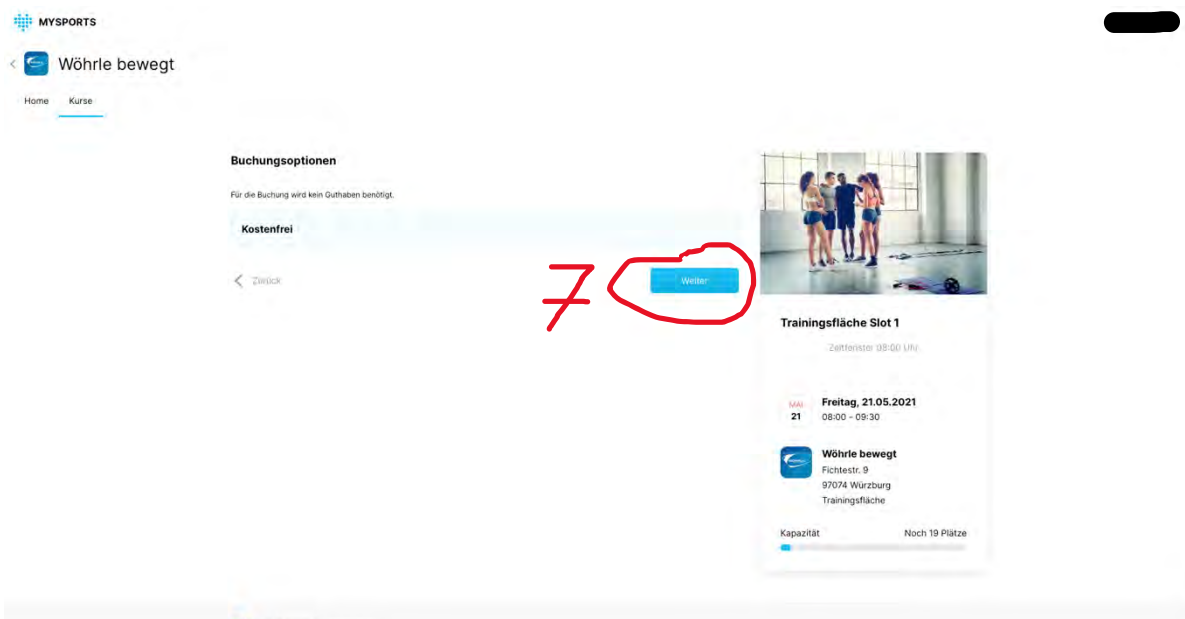 MYSPORTS
Wöhrle bewegt
Home Kurse
Buchungsoptionen
Für die Buchung wird kein Guthaben benötigt.
Kostenfrei
Zurück
7
Weiter
Trainingsfläche Slot 1
Zeitfenster 08:00 Uhr
MAI
21
Freitag, 21.05.2021
08:00 - 09:30
Wöhrle bewegt
Fichtestr. 9
97074 Würzburg
Trainingsfläche
Kapazität Noch 19 Plätze